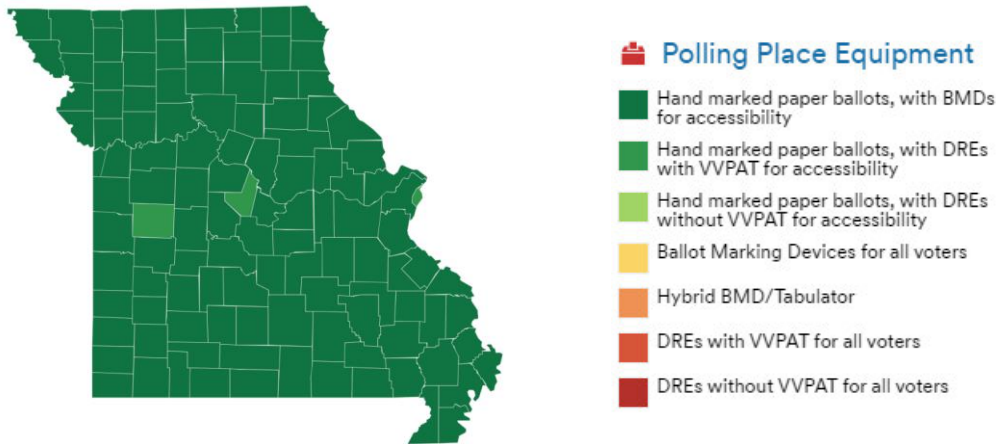 Polling Place Equipment
Hand marked paper ballots, with BMDs
for accessibility
Hand marked paper ballots, with DREs
with VVPAT for accessibility
Hand marked paper ballots, with DREs
without VVPAT for accessibility
Ballot Marking Devices for all voters
Hybrid BMD/Tabulator
DREs with VVPAT for all voters
DREs without VVPAT for all voters